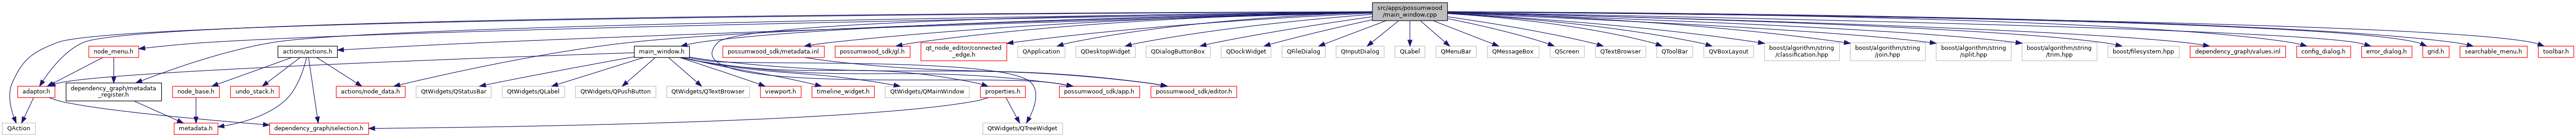 src/apps/possumwood
/main_window.cpp
node_menu.h
actions/actions.h
main_window.h
possumwood_sdk/metadata.inl
possumwood_sdk/gl.h
qt_node_editor/connected
_edge.h
QApplication
QDesktopWidget
QDialogButtonBox
QDockWidget
QFileDialog
QInputDialog
QLabel
QMenuBar
QMessageBox
QScreen
QTextBrowser
QToolBar
QVBoxLayout
boost/algorithm/string
/classification.hpp
boost/algorithm/string
/join.hpp
boost/algorithm/string
/split.hpp
boost/algorithm/string
/trim.hpp
boost/filesystem.hpp
dependency_graph/values.inl
config_dialog.h
error_dialog.h
grid.h
searchable_menu.h
toolbar.h
adaptor.h
dependency_graph/metadata
_register.h
node_base.h
undo_stack.h
actions/node_data.h
QtWidgets/QStatusBar
QtWidgets/QLabel
QtWidgets/QPushButton
QtWidgets/QTextBrowser
viewport.h
timeline_widget.h
QtWidgets/QMainWindow
properties.h
possumwood_sdk/app.h
possumwood_sdk/editor.h
QAction
metadata.h
dependency_graph/selection.h
QtWidgets/QTreeWidget